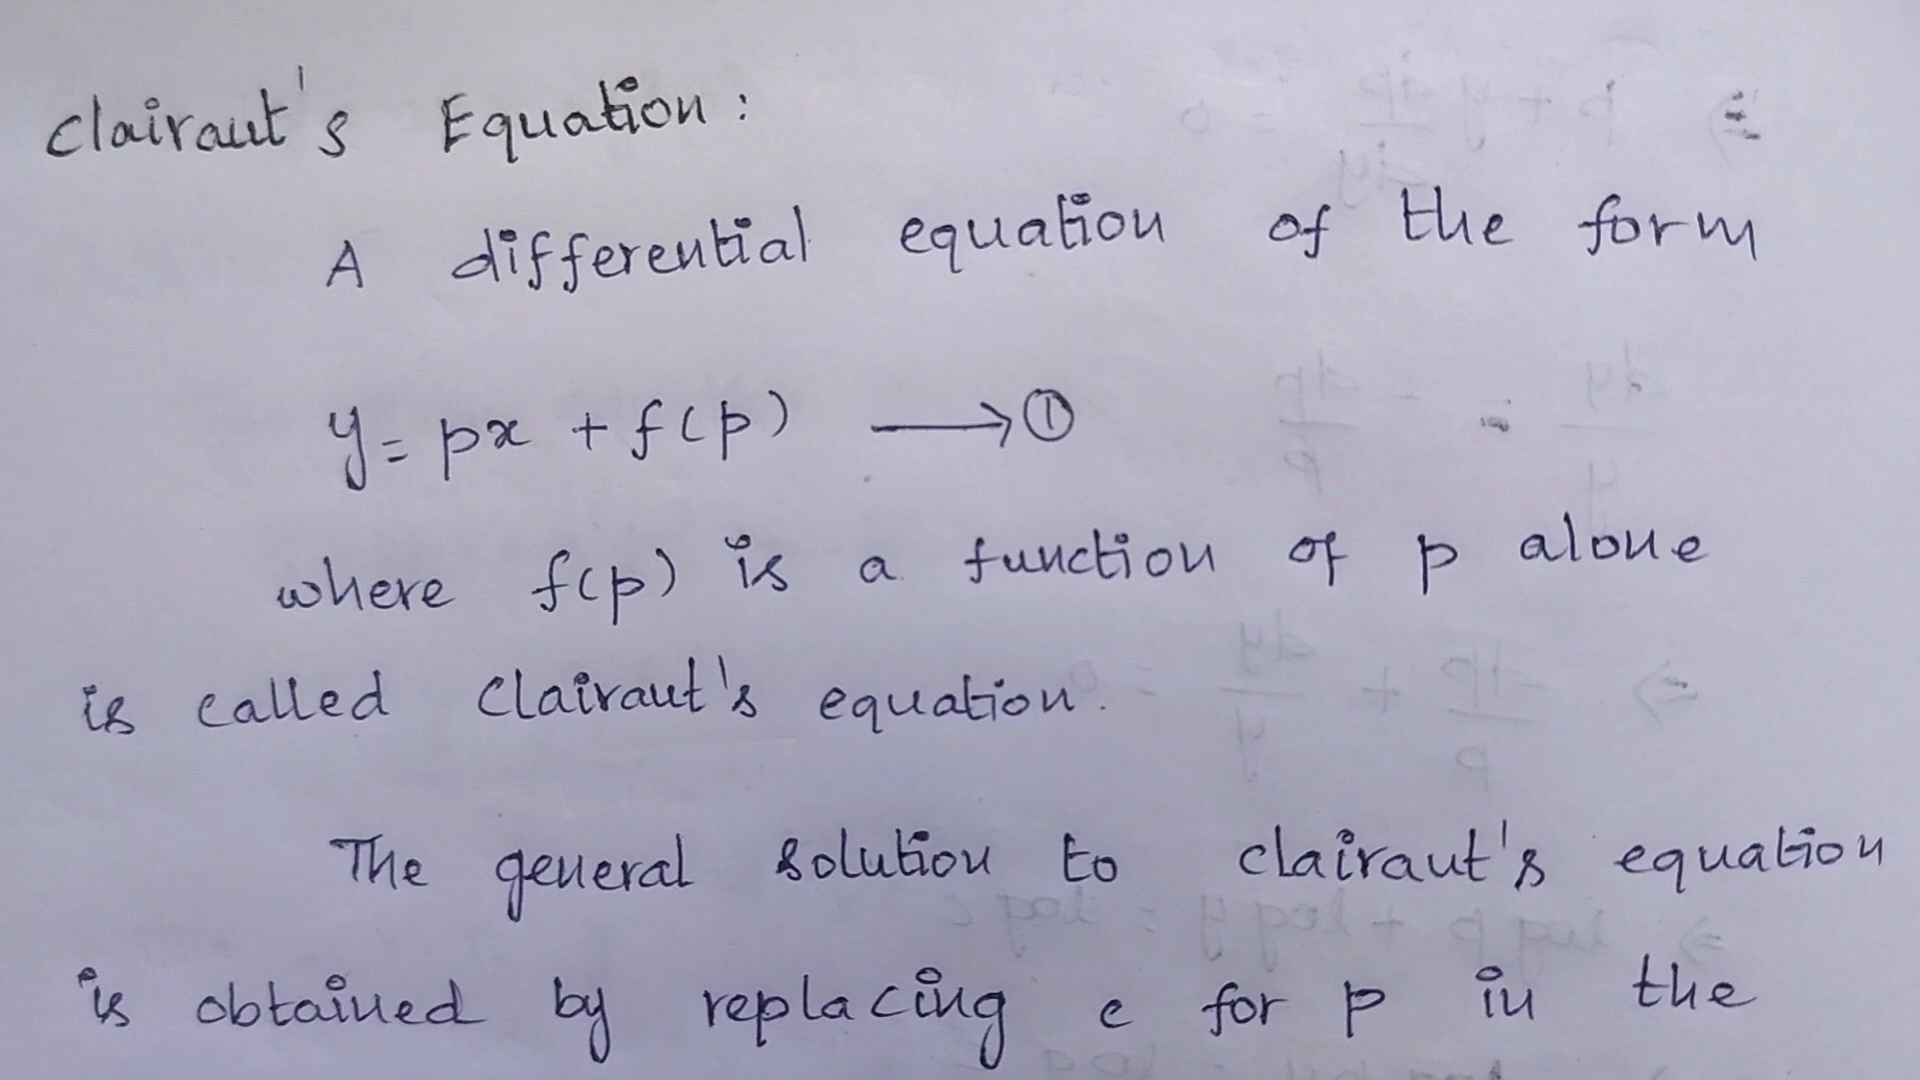 Clairaut's Equation:
A differential equation of the form
y = px + f(p) ⟶ ①
where f(p) is a function of p alone
is called Clairaut's equation.
The general solution to clairaut's equation
is obtained by replacing c for p in the